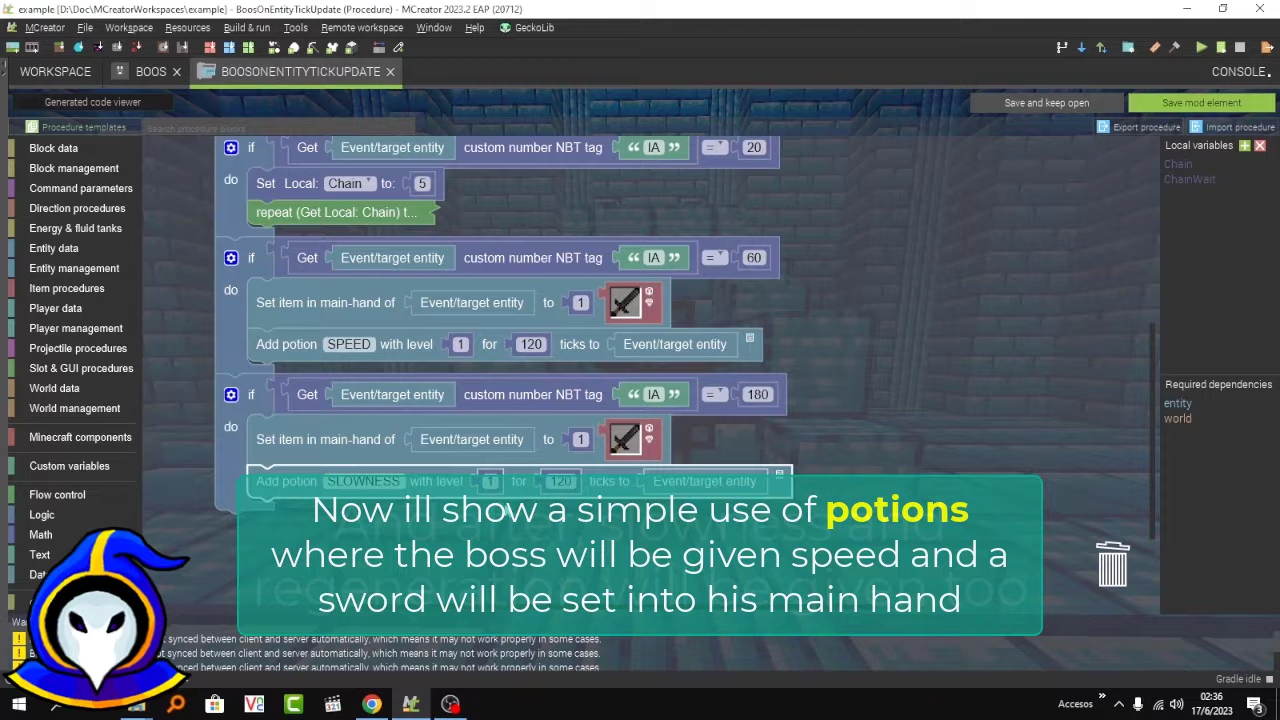 example [D:\Doc\MCreatorWorkspaces\example] - BoosOnEntityTickUpdate (Procedure) - MCreator 2023.2 EAP (20712)
MCreator File Workspace Resources Build & run Tools Remote workspace Window Help GeckoLib
WORKSPACE BOOS BOOSONENTITYTICKUPDATE CONSOLE
Generated code viewer Save and keep open Save mod element
Procedure templates Search procedure blocks Export procedure Import procedure
Local variables
Chain
ChainWait
Required dependencies
entity
world
Block data
Block management
Command parameters
Direction procedures
Energy & fluid tanks
Entity data
Entity management
Item procedures
Player data
Player management
Projectile procedures
Slot & GUI procedures
World data
World management
Minecraft components
Custom variables
Flow control
Logic
Math
Text
if Get Event/target entity custom number NBT tag “ IA ” = 20
do Set Local: Chain to: 5
repeat (Get Local: Chain) t...
if Get Event/target entity custom number NBT tag “ IA ” = 60
do Set item in main-hand of Event/target entity to 1
Add potion SPEED with level 1 for 120 ticks to Event/target entity
if Get Event/target entity custom number NBT tag “ IA ” = 180
do Set item in main-hand of Event/target entity to 1
Add potion SLOWNESS with level 1 for 120 ticks to Event/target entity
Now ill show a simple use of potions
where the boss will be given speed and a
sword will be set into his main hand
synced between client and server automatically, which means it may not work properly in some cases.
synced between client and server automatically, which means it may not work properly in some cases.
synced between client and server automatically, which means it may not work properly in some cases.
Gradle idle
Accesos 02:36
17/6/2023